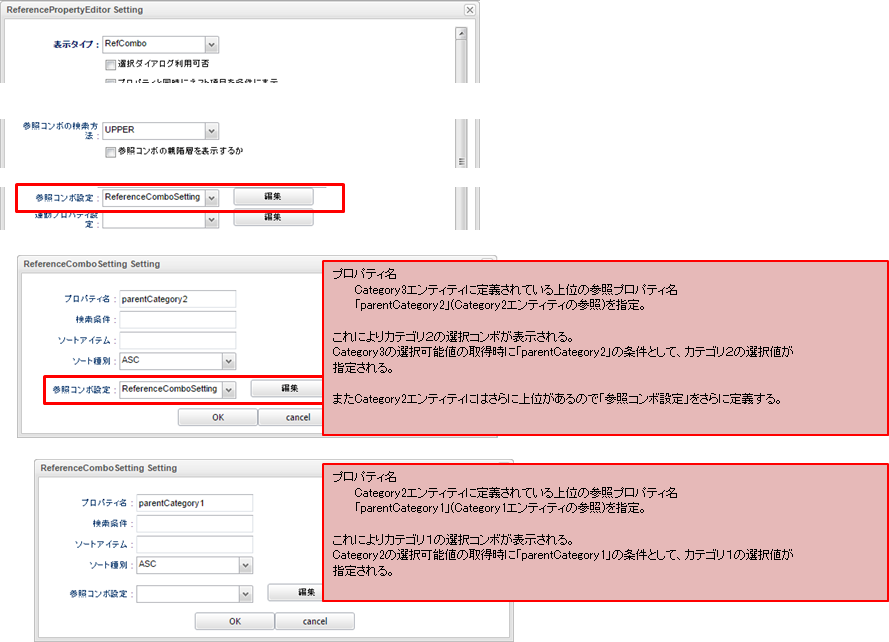 ReferencePropertyEditor Setting
表示タイプ : RefCombo
選択ダイアログ利用可否
参照コンボの検索方法 : UPPER
参照コンボの親階層を表示するか
参照コンボ設定 : ReferenceComboSetting 編集
連動プロパティ設定 : 編集
ReferenceComboSetting Setting
プロパティ名 : parentCategory2
検索条件 :
ソートアイテム :
ソート種別 : ASC
参照コンボ設定 : ReferenceComboSetting 編集
OK cancel
プロパティ名
Category3エンティティに定義されている上位の参照プロパティ名
「parentCategory2」(Category2エンティティの参照)を指定。
これによりカテゴリ2の選択コンボが表示される。
Category3の選択可能値の取得時に「parentCategory2」の条件として、カテゴリ2の選択値が
指定される。
またCategory2エンティティにはさらに上位があるので「参照コンボ設定」をさらに定義する。
ReferenceComboSetting Setting
プロパティ名 : parentCategory1
検索条件 :
ソートアイテム :
ソート種別 : ASC
参照コンボ設定 : 編集
OK cancel
プロパティ名
Category2エンティティに定義されている上位の参照プロパティ名
「parentCategory1」(Category1エンティティの参照)を指定。
これによりカテゴリ1の選択コンボが表示される。
Category2の選択可能値の取得時に「parentCategory1」の条件として、カテゴリ1の選択値が
指定される。